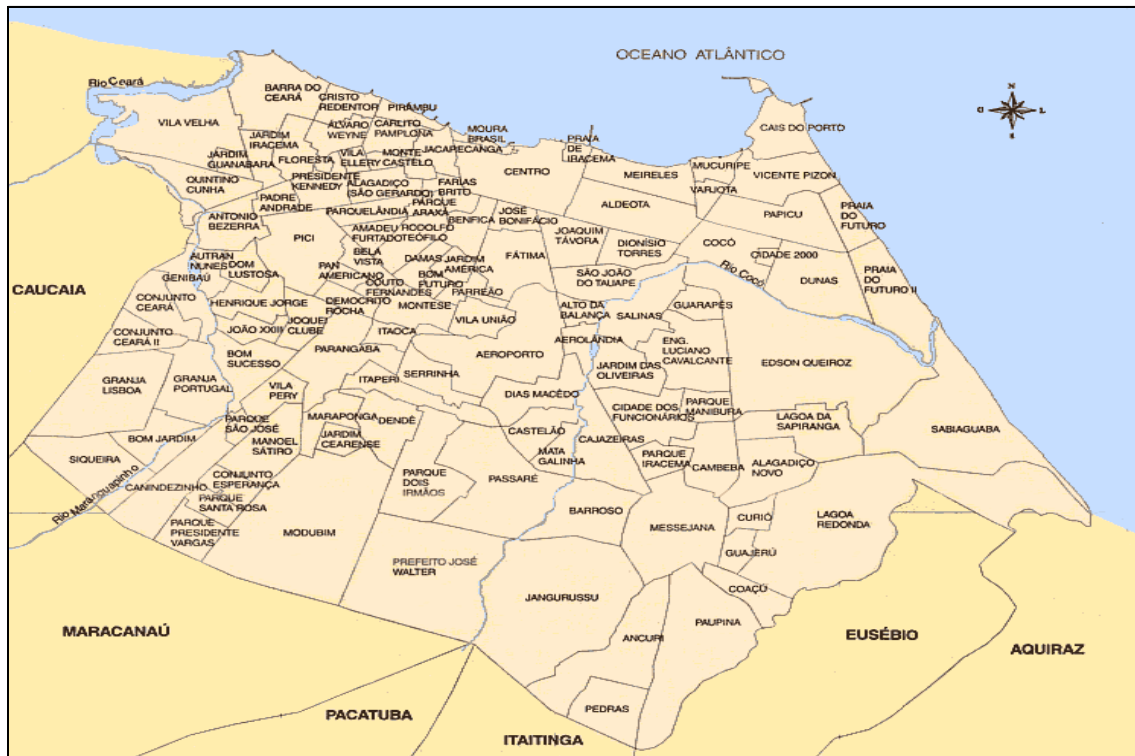 OCEANO ATLÂNTICO
N
O
L
S
Rio Ceará
BARRA DO
CEARÁ
CRISTO
REDENTOR
PIRÂMBU
VILA VELHA
ÁLVARO
WEYNE
CARLITO
PAMPLONA
MOURA
BRASIL
JACARECANGA
PRAIA
DE
IRACEMA
CAIS DO PORTO
JARDIM
IRACEMA
JARDIM
GUANABARA
FLORESTA
VILA
ELLERY
MONTE
CASTELO
CENTRO
MEIRELES
MUCURIPE
VARJOTA
VICENTE PIZON
QUINTINO
CUNHA
PRESIDENTE
KENNEDY
ALAGADIÇO
(SÃO GERARDO)
FARIAS
BRITO
PADRE
ANDRADE
PARQUELÂNDIA
PARQUE
ARAXÁ
ALDEOTA
PAPICU
PRAIA
DO
FUTURO
ANTONIO
BEZERRA
BENFICA
JOSÉ
BONIFÁCIO
PICI
AMADEU
FURTADO
RODOLFO
TEÓFILO
JOAQUIM
TÁVORA
DIONÍSIO
TORRES
COCÓ
CIDADE 2000
AUTRAN
NUNES
DOM
LUSTOSA
BELA
VISTA
DAMAS
JARDIM
AMÉRICA
FÁTIMA
GENIBAÚ
PAN
AMERICANO
COUTO
FERNANDES
BOM
FUTURO
PARREÃO
SÃO JOÃO
DO TAUAPE
Rio Cocó
DUNAS
PRAIA
DO
FUTURO II
CAUCAIA
CONJUNTO
CEARÁ
HENRIQUE JORGE
DEMOCRITO
ROCHA
MONTESE
VILA UNIÃO
ALTO DA
BALANÇA
SALINAS
GUARAPÉS
CONJUNTO
CEARÁ II
JOÃO XXIII
JOQUEI
CLUBE
ITAOCA
AEROLÂNDIA
ENG.
LUCIANO
CAVALCANTE
BOM
SUCESSO
PARANGABA
AEROPORTO
EDSON QUEIROZ
GRANJA
LISBOA
GRANJA
PORTUGAL
VILA
PERY
ITAPERI
SERRINHA
JARDIM DAS
OLIVEIRAS
DIAS MACÊDO
PARQUE
SÃO JOSÉ
MARAPONGA
DENDÊ
CIDADE DOS
FUNCIONÁRIOS
PARQUE
MANIBURA
LAGOA DA
SAPIRANGA
SABIAGUABA
BOM JARDIM
MANOEL
SÁTIRO
JARDIM
CEARENSE
CASTELÃO
CAJAZEIRAS
SIQUEIRA
MATA
GALINHA
PARQUE
IRACEMA
CAMBEBA
ALAGADIÇO
NOVO
Rio Maranguapinho
CANINDEZINHO
CONJUNTO
ESPERANÇA
PARQUE
DOIS
IRMÃOS
PASSARÉ
PARQUE
SANTA ROSA
BARROSO
MESSEJANA
CURIÓ
LAGOA
REDONDA
PARQUE
PRESIDENTE
VARGAS
MODUBIM
PREFEITO JOSÉ
WALTER
GUAJERÚ
JANGURUSSU
COAÇÚ
MARACANAÚ
ANCURI
PAUPINA
EUSÉBIO
AQUIRAZ
PEDRAS
PACATUBA
ITAITINGA